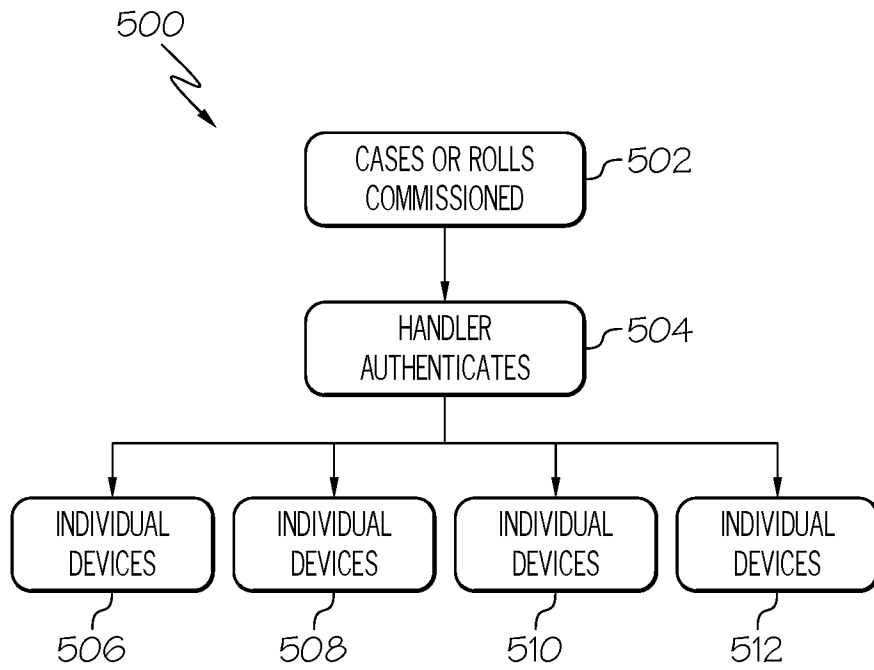 500
CASES OR ROLLS
COMMISSIONED
502
HANDLER
AUTHENTICATES
504
INDIVIDUAL
DEVICES
INDIVIDUAL
DEVICES
INDIVIDUAL
DEVICES
INDIVIDUAL
DEVICES
506
508
510
512